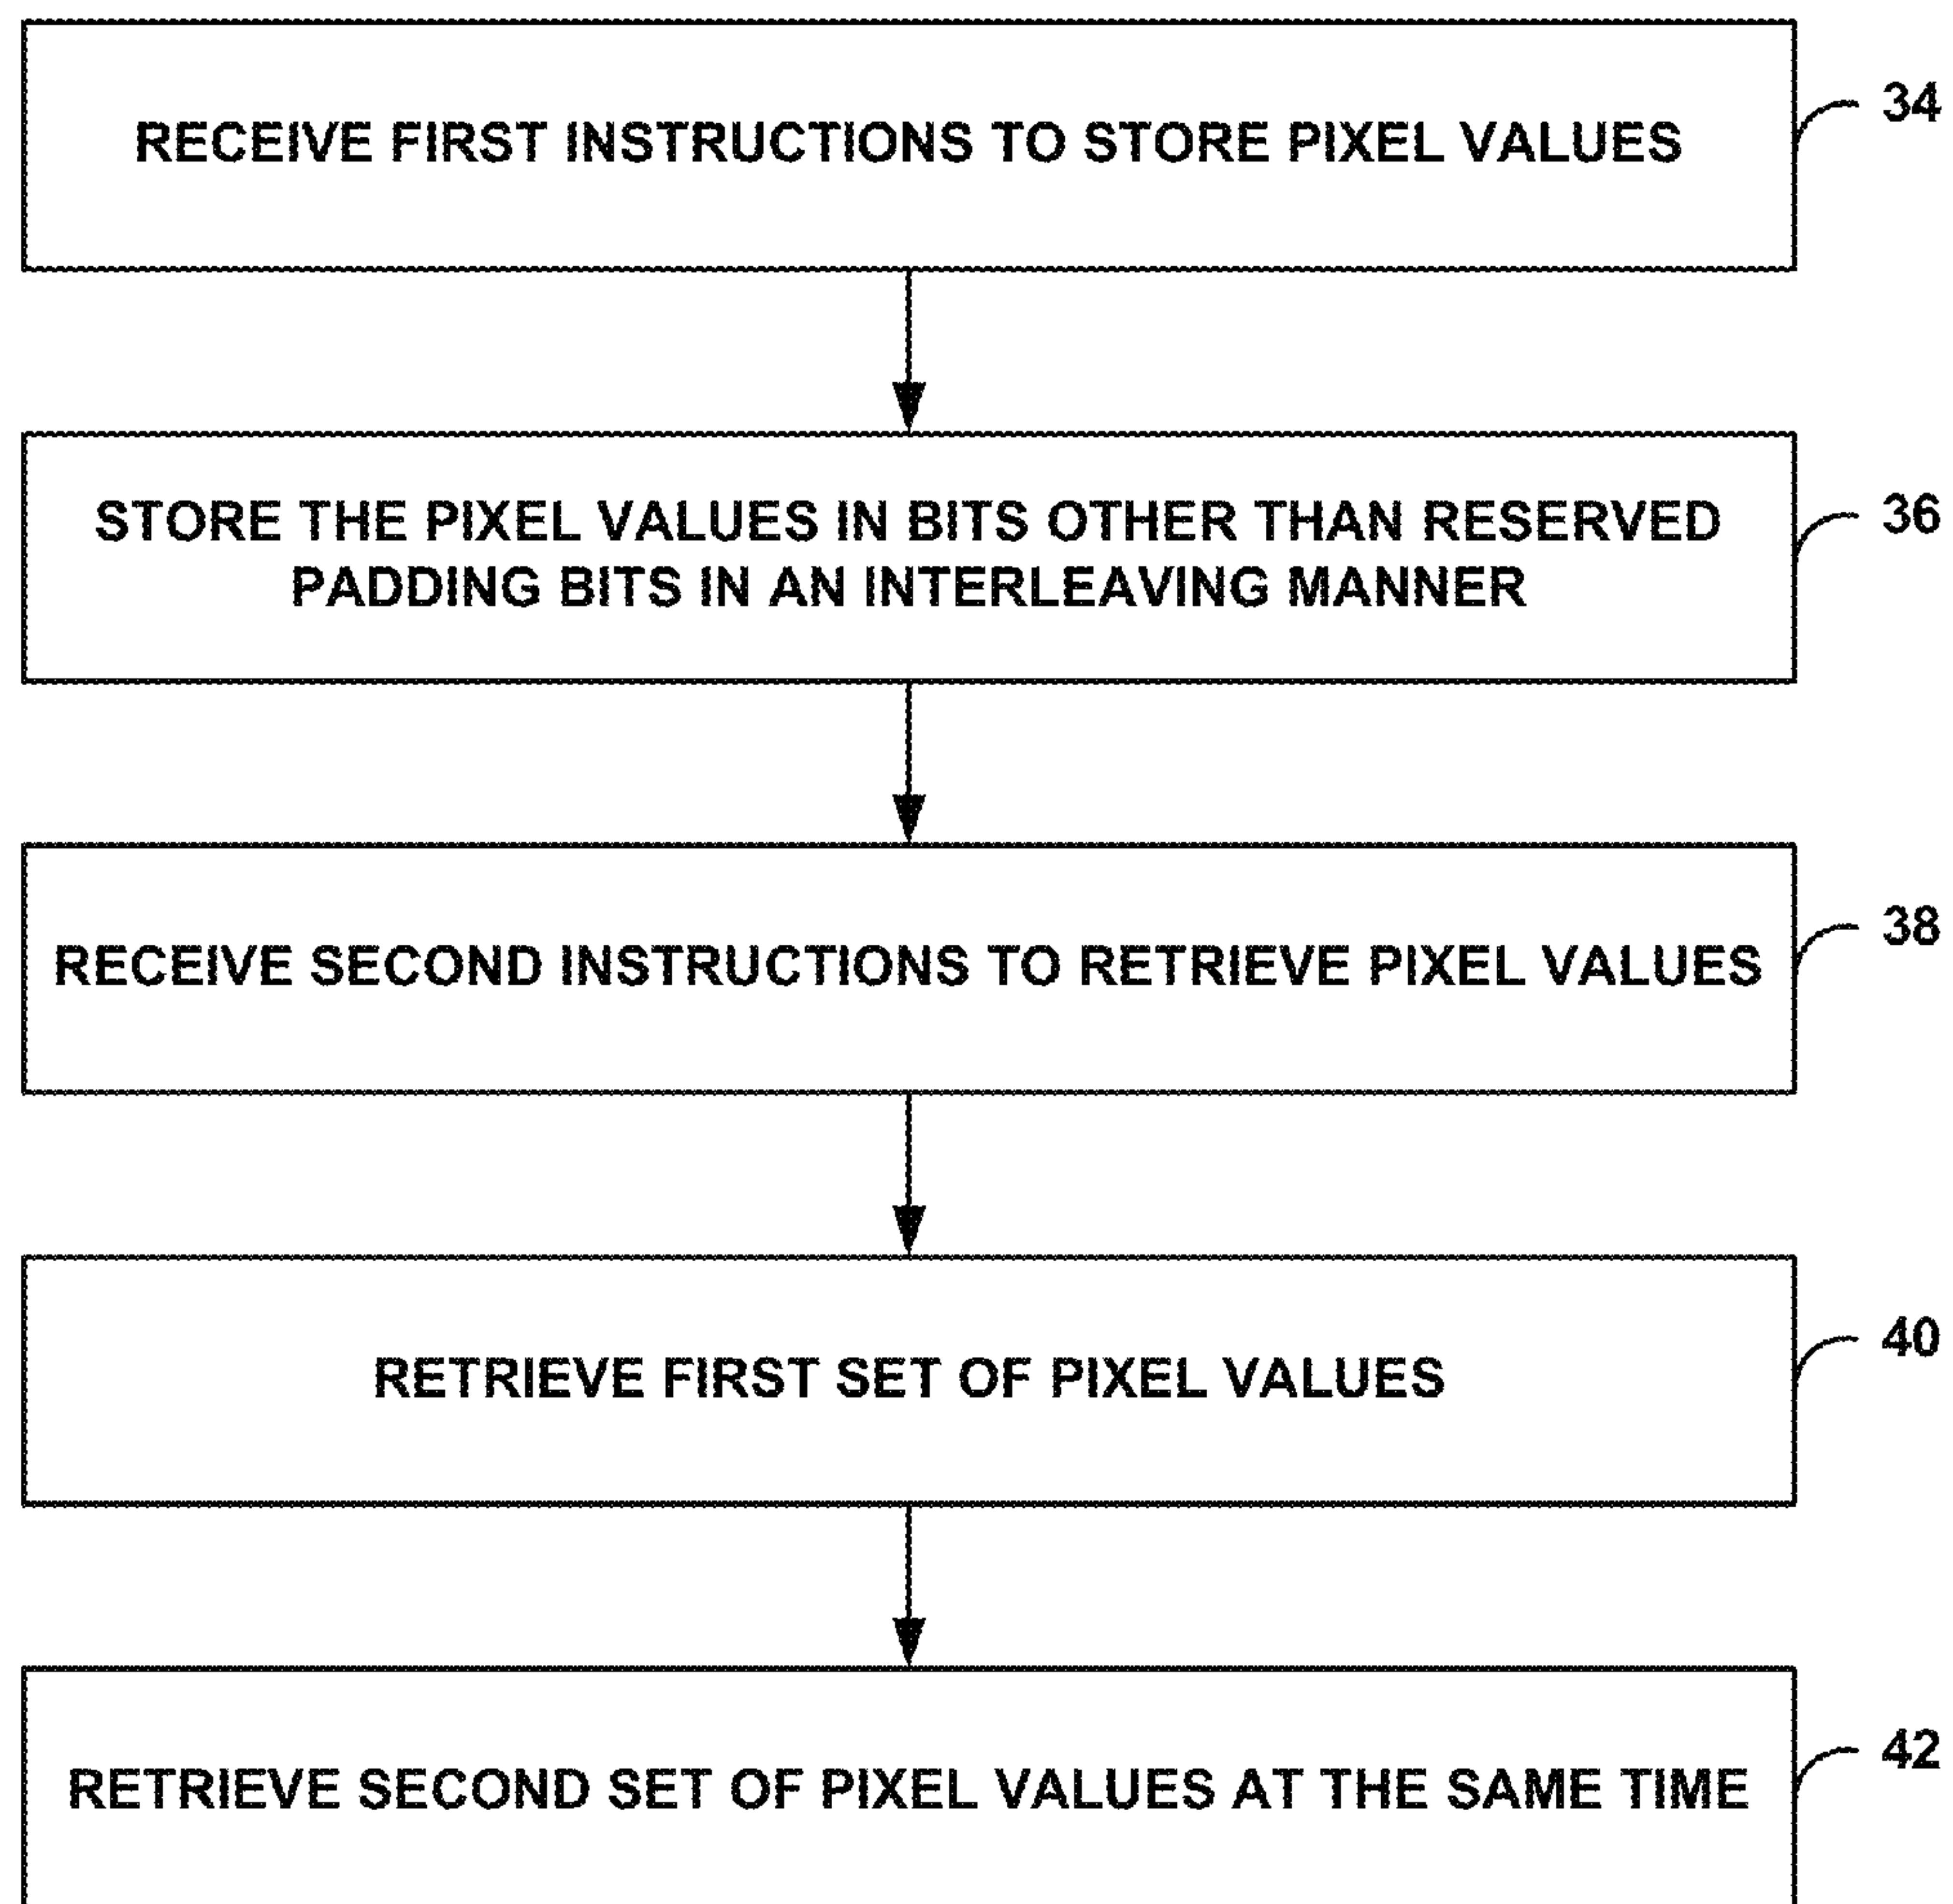 RECEIVE FIRST INSTRUCTIONS TO STORE PIXEL VALUES
34
STORE THE PIXEL VALUES IN BITS OTHER THAN RESERVED
PADDING BITS IN AN INTERLEAVING MANNER
36
RECEIVE SECOND INSTRUCTIONS TO RETRIEVE PIXEL VALUES
38
RETRIEVE FIRST SET OF PIXEL VALUES
40
RETRIEVE SECOND SET OF PIXEL VALUES AT THE SAME TIME
42